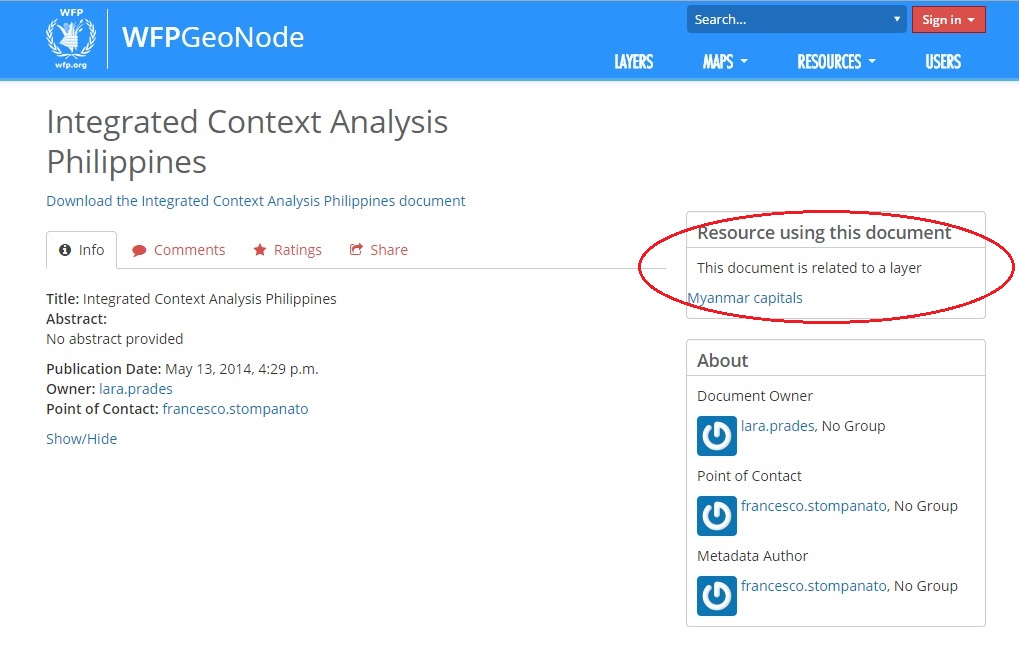 WFP
wfp.org
WFPGeoNode
Search...
Sign in
LAYERS
MAPS
RESOURCES
USERS
Integrated Context Analysis
Philippines
Download the Integrated Context Analysis Philippines document
Info
Comments
Ratings
Share
Title: Integrated Context Analysis Philippines
Abstract:
No abstract provided
Publication Date: May 13, 2014, 4:29 p.m.
Owner: lara.prades
Point of Contact: francesco.stompanato
Show/Hide
Resource using this document
This document is related to a layer
Myanmar capitals
About
Document Owner
lara.prades, No Group
Point of Contact
francesco.stompanato, No Group
Metadata Author
francesco.stompanato, No Group